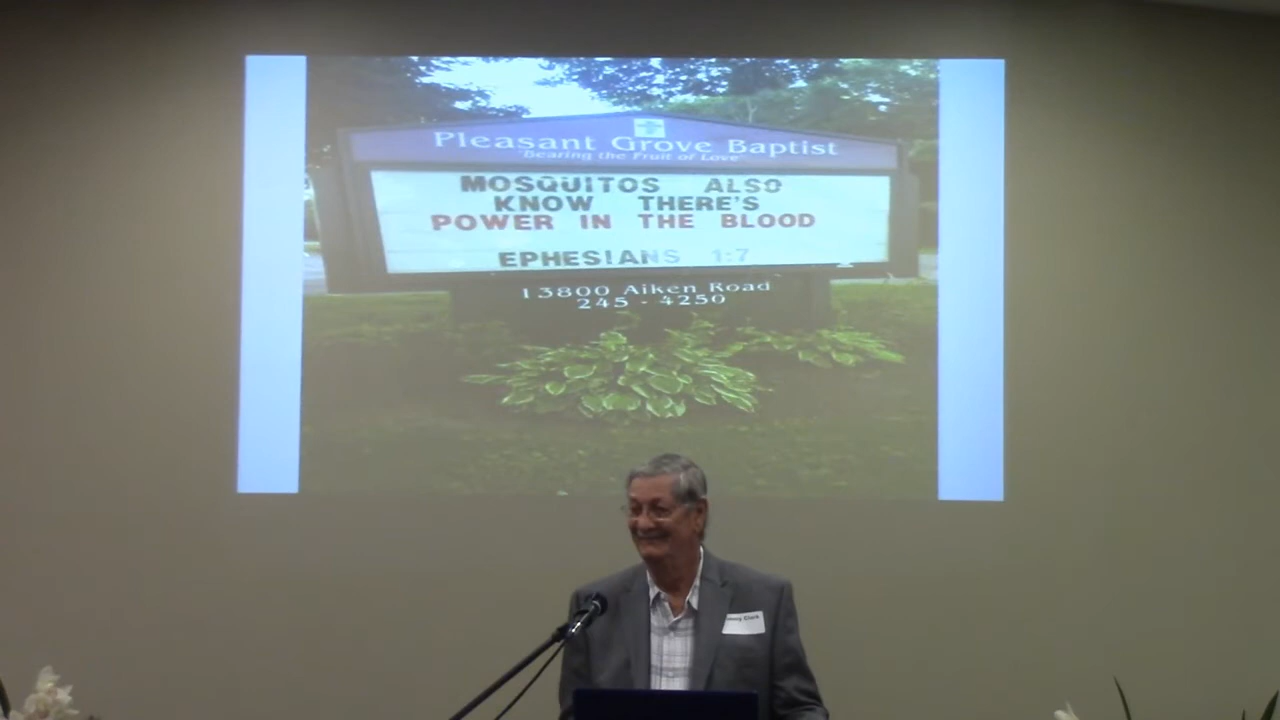 Pleasant Grove Baptist
Bearing the Fruit of Love
MOSQUITOS ALSO
KNOW THERE'S
POWER IN THE BLOOD
EPHESIANS 1:7
13800 Aiken Road
245 - 4250
Clark